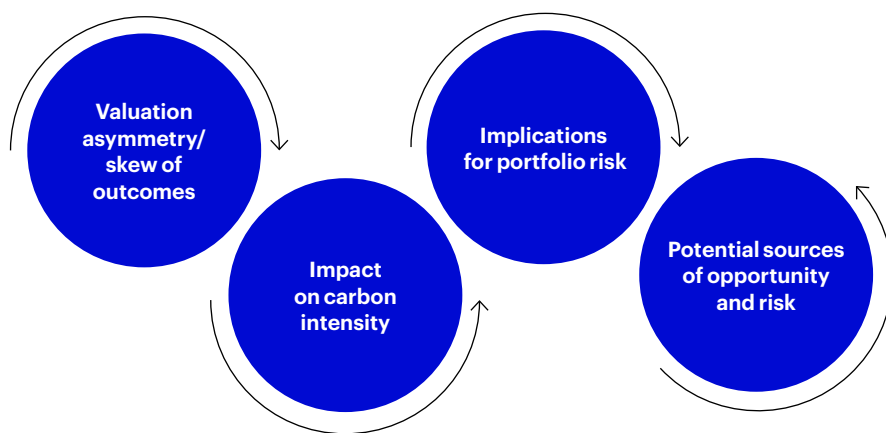 Valuation
asymmetry/
skew of
outcomes
Impact
on carbon
intensity
Implications
for portfolio risk
Potential sources
of opportunity
and risk